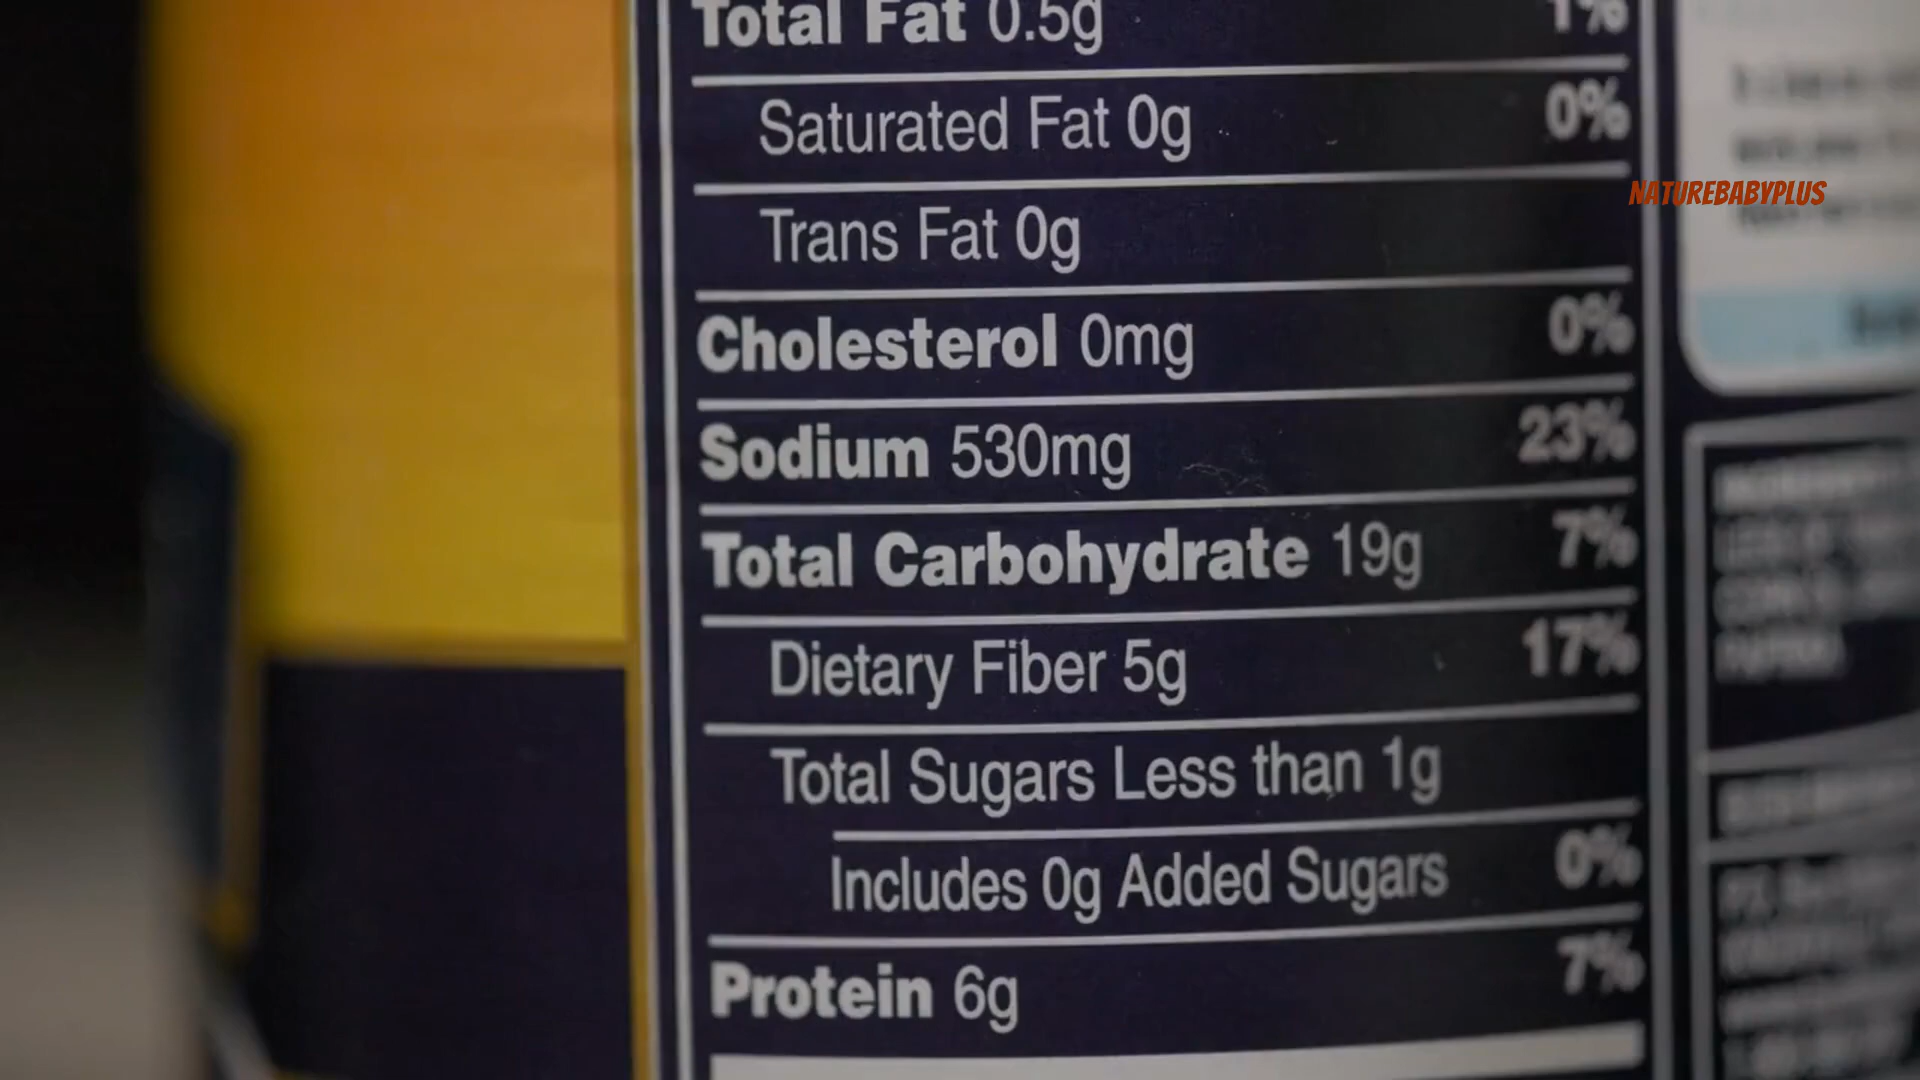 Total Fat 0.5g 1%
Saturated Fat 0g 0%
Trans Fat 0g
NATUREBABYPLUS
Cholesterol 0mg 0%
Sodium 530mg 23%
Total Carbohydrate 19g 7%
Dietary Fiber 5g 17%
Total Sugars Less than 1g
Includes 0g Added Sugars 0%
Protein 6g 7%